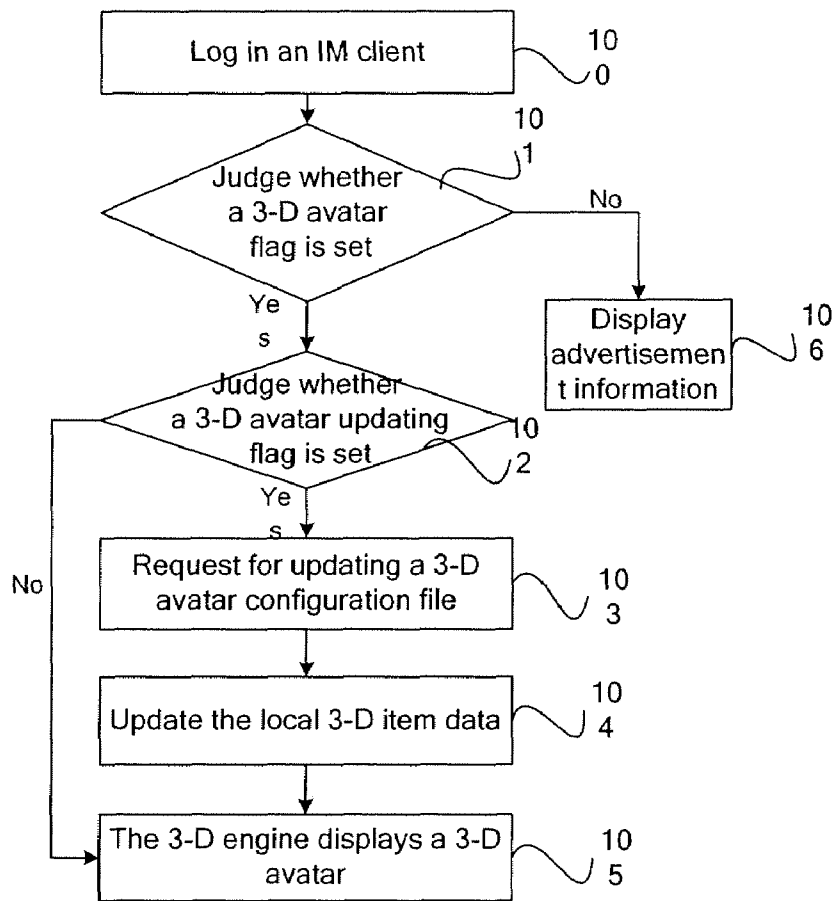 Log in an IM client
10
0
10
1
Judge whether
a 3-D avatar
flag is set
No
Ye
s
Display
advertisemen
t information
10
6
Judge whether
a 3-D avatar updating
flag is set
10
2
Ye
s
No
Request for updating a 3-D
avatar configuration file
10
3
Update the local 3-D item data
10
4
The 3-D engine displays a 3-D
avatar
10
5